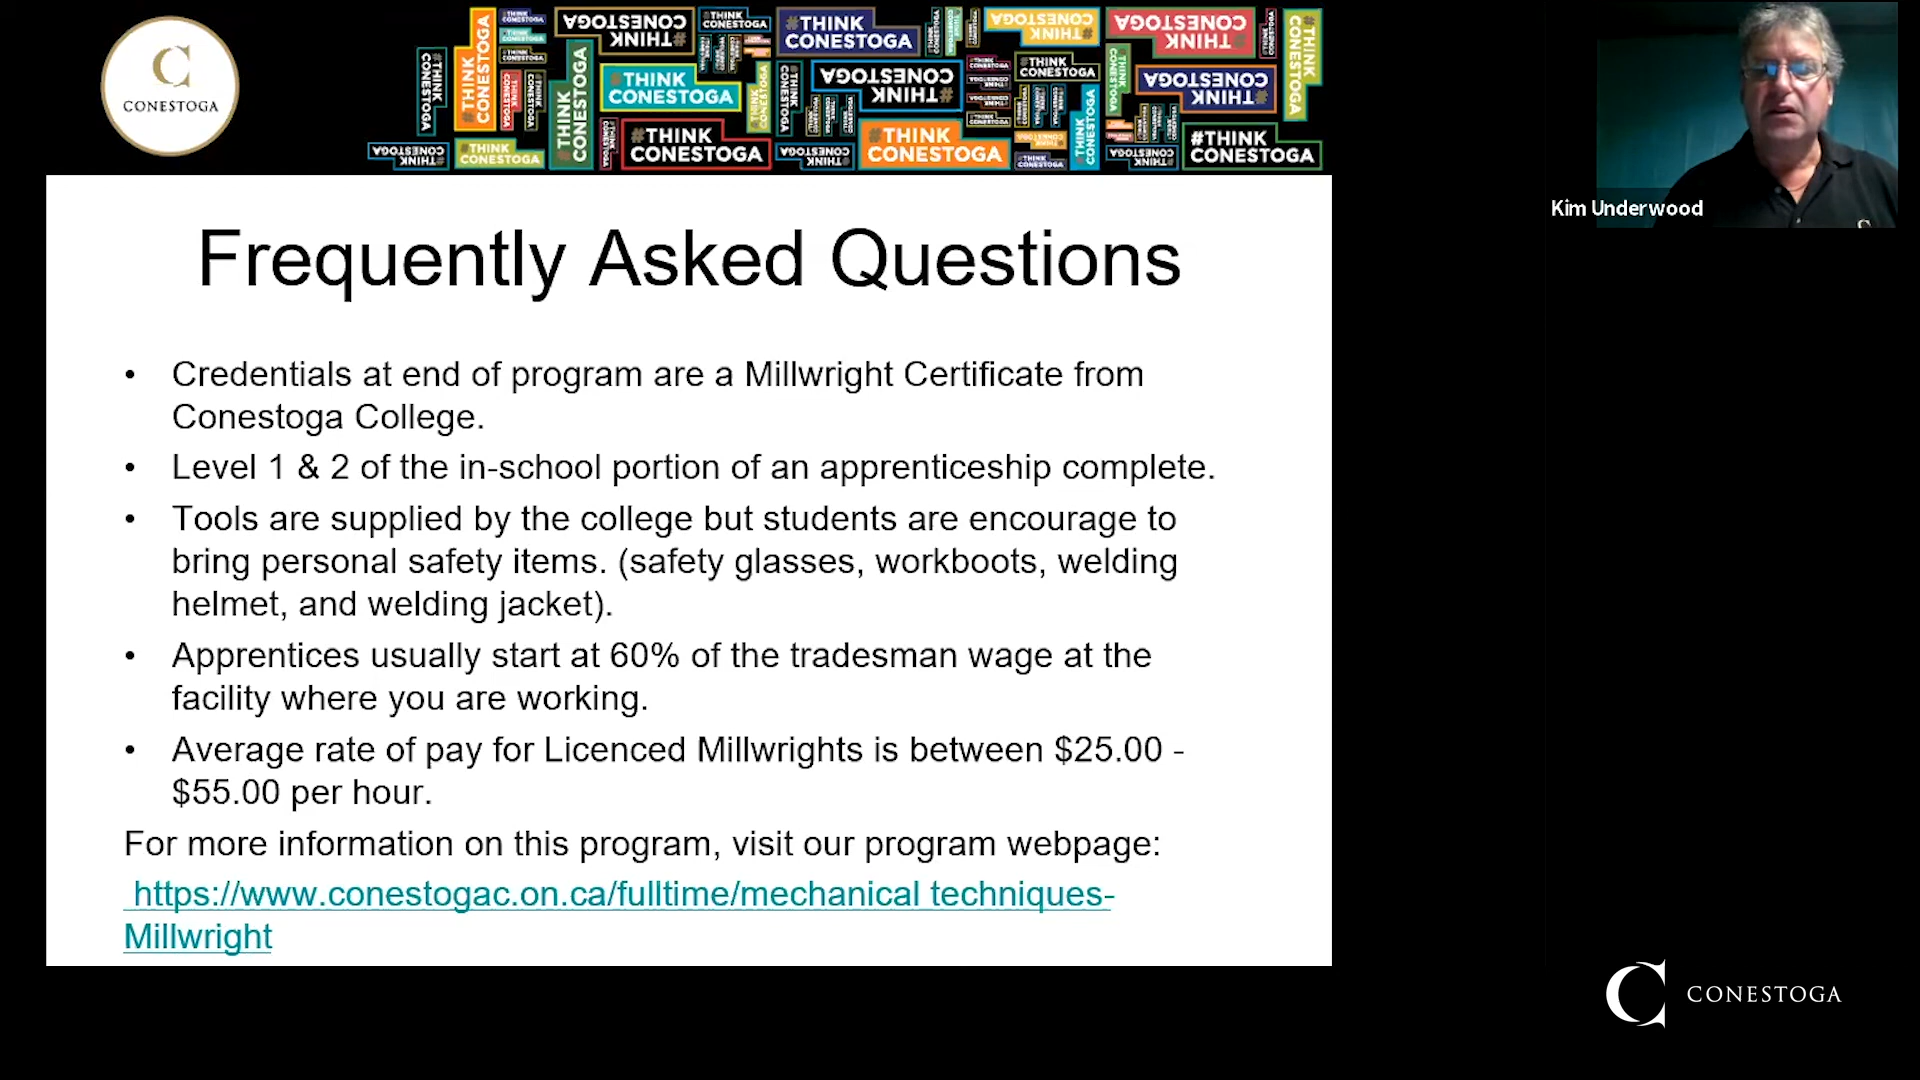 C
CONESTOGA
#THINK
CONESTOGA
#THINK
CONESTOGA
#THINK
CONESTOGA
#THINK
CONESTOGA
#THINK
CONESTOGA
#THINK
CONESTOGA
#THINK
CONESTOGA
#THINK
CONESTOGA
Kim Underwood
Frequently Asked Questions
• Credentials at end of program are a Millwright Certificate from
Conestoga College.
• Level 1 & 2 of the in-school portion of an apprenticeship complete.
• Tools are supplied by the college but students are encourage to
bring personal safety items. (safety glasses, workboots, welding
helmet, and welding jacket).
• Apprentices usually start at 60% of the tradesman wage at the
facility where you are working.
• Average rate of pay for Licenced Millwrights is between $25.00 -
$55.00 per hour.
For more information on this program, visit our program webpage:
https://www.conestogac.on.ca/fulltime/mechanical techniques-
Millwright
C CONESTOGA